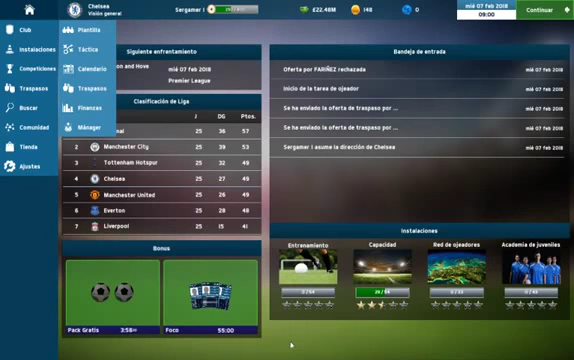 Chelsea
Visión general
Sergamer I
£22.48M
148
0
mié 07 feb 2018
09:00
Continuar
Club
Instalaciones
Competiciones
Traspasos
Buscar
Comunidad
Tienda
Ajustes
Plantilla
Táctica
Calendario
Traspasos
Finanzas
Mánager
Siguiente enfrentamiento
on and Hove
mié 07 feb 2018
Premier League
Clasificación de Liga
J DG Ptos.
nal 25 36 57
2 Manchester City 25 39 53
3 Tottenham Hotspur 25 32 49
4 Chelsea 25 27 49
5 Manchester United 25 26 49
6 Everton 25 28 48
7 Liverpool 25 15 41
Bonus
Pack Gratis 3:58
Foco 55:00
Bandeja de entrada
Oferta por FARIÑEZ rechazada mié 07 feb 2018
Inicio de la tarea de ojeador mié 07 feb 2018
Se ha enviado la oferta de traspaso por ... mié 07 feb 2018
Se ha enviado la oferta de traspaso por ... mié 07 feb 2018
Sergamer I asume la dirección de Chelsea mié 07 feb 2018
Instalaciones
Entrenamiento
Capacidad
Red de ojeadores
Academia de juveniles